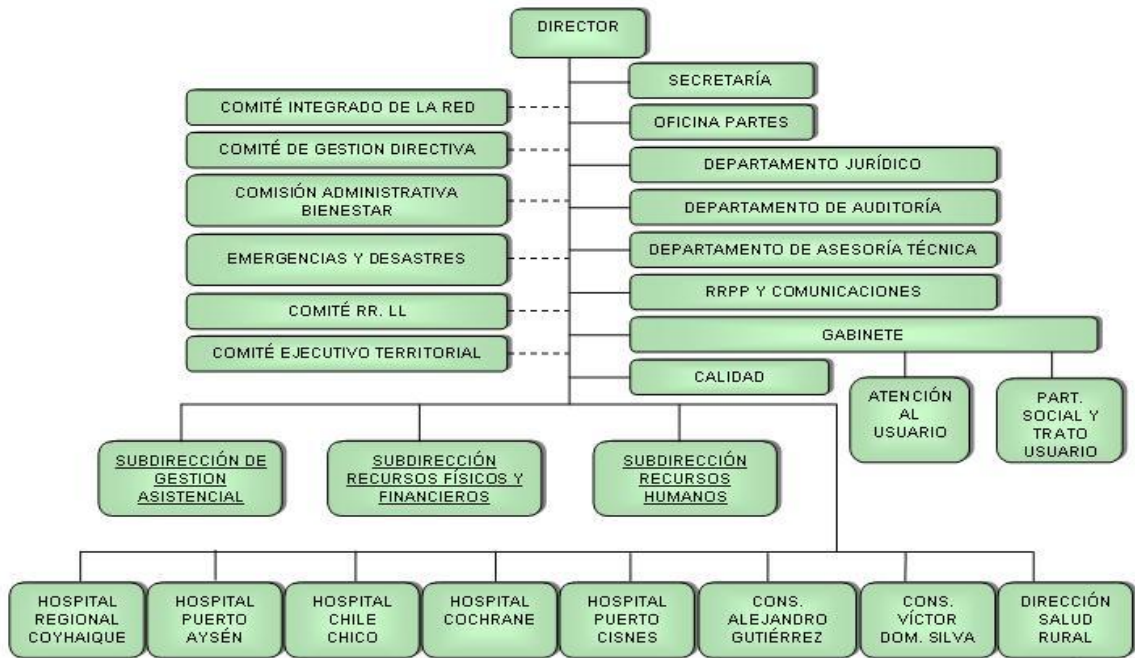 DIRECTOR
SECRETARÍA
COMITÉ INTEGRADO DE LA RED
OFICINA PARTES
COMITÉ DE GESTION DIRECTIVA
DEPARTAMENTO JURÍDICO
COMISIÓN ADMINISTRATIVA
BIENESTAR
DEPARTAMENTO DE AUDITORÍA
EMERGENCIAS Y DESASTRES
DEPARTAMENTO DE ASESORÍA TÉCNICA
COMITÉ RR. LL
RRPP Y COMUNICACIONES
COMITÉ EJECUTIVO TERRITORIAL
GABINETE
CALIDAD
ATENCIÓN
AL
USUARIO
PART.
SOCIAL Y
TRATO
USUARIO
SUBDIRECCIÓN DE
GESTION
ASISTENCIAL
SUBDIRECCIÓN
RECURSOS FÍSICOS Y
FINANCIEROS
SUBDIRECCIÓN
RECURSOS
HUMANOS
HOSPITAL
REGIONAL
COYHAIQUE
HOSPITAL
PUERTO
AYSÉN
HOSPITAL
CHILE
CHICO
HOSPITAL
COCHRANE
HOSPITAL
PUERTO
CISNES
CONS.
ALEJANDRO
GUTIÉRREZ
CONS.
VÍCTOR
DOM. SILVA
DIRECCIÓN
SALUD
RURAL